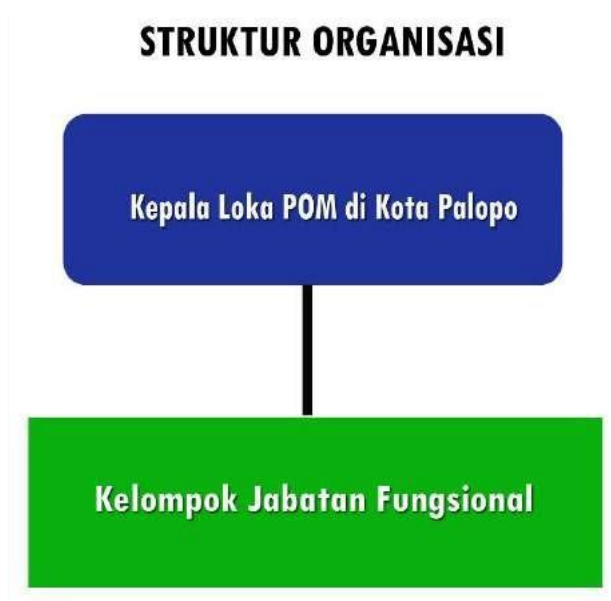 STRUKTUR ORGANISASI
Kepala Loka POM di Kota Palopo
Kelompok Jabatan Fungsional